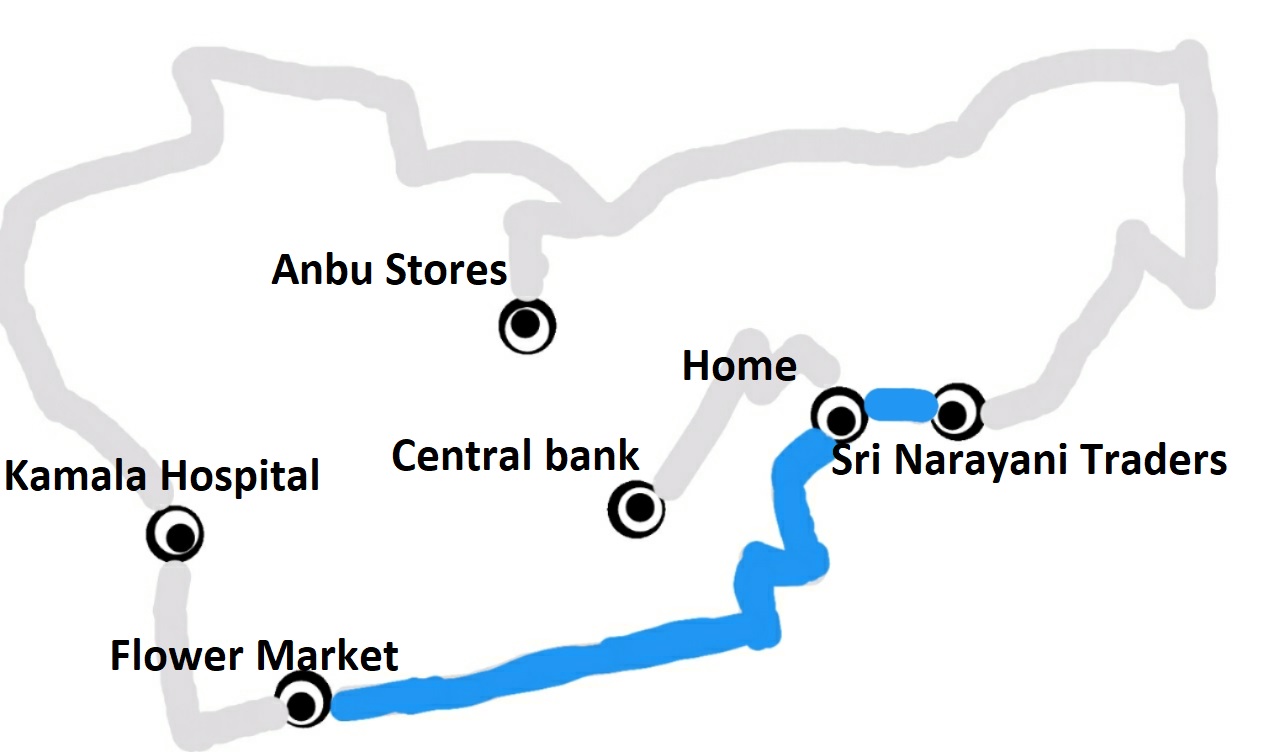 Anbu Stores
Home
Central bank
Sri Narayani Traders
Kamala Hospital
Flower Market